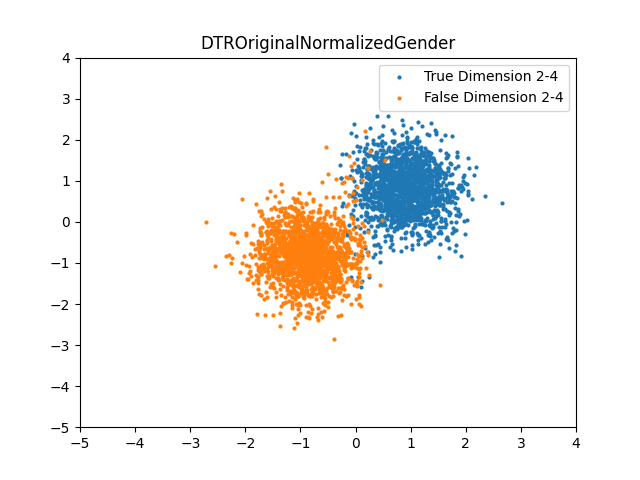 DTROriginalNormalizedGender
True Dimension 2-4
False Dimension 2-4
4
3
2
1
0
−1
−2
−3
−4
−5
−5 −4 −3 −2 −1 0 1 2 3 4